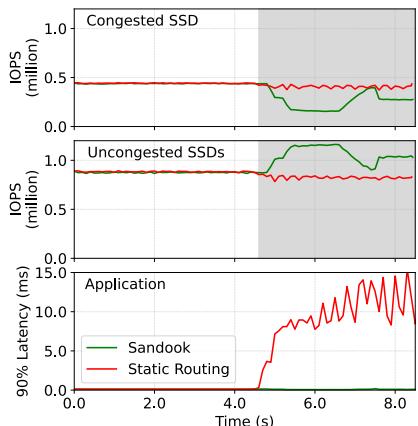 Congested SSD
1.0
0.5
0.0
IOPS
(million)
Uncongested SSDs
1.0
0.5
0.0
IOPS
(million)
Application
15.0
10.0
5.0
0.0
90% Latency (ms)
Sandook
Static Routing
0.0 2.0 4.0 6.0 8.0
Time (s)